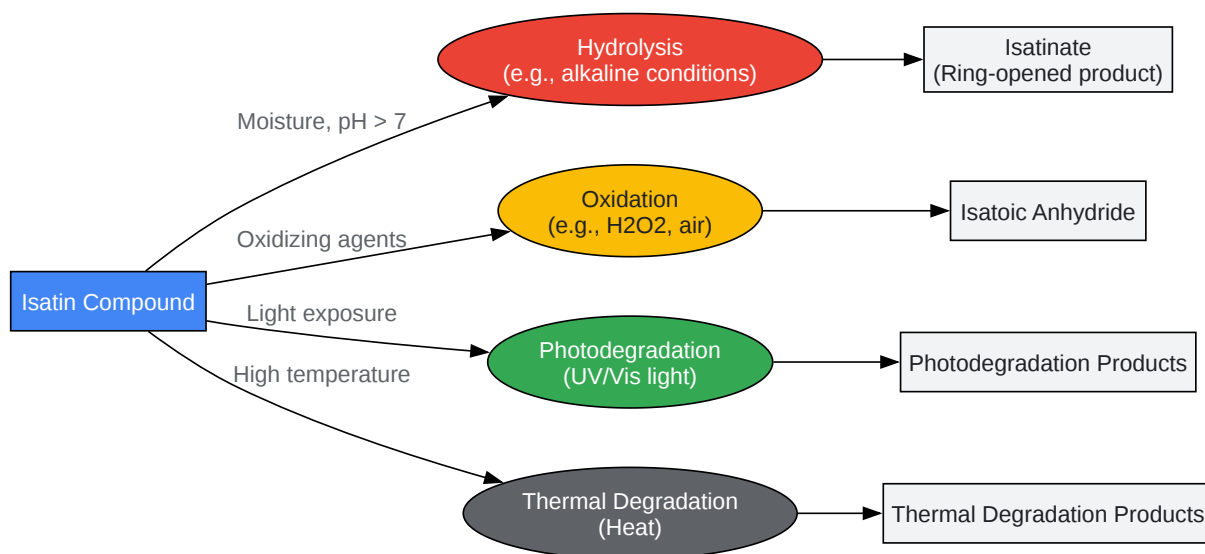 Hydrolysis
(e.g., alkaline conditions)
Isatinate
(Ring-opened product)
Moisture, pH > 7
Oxidation
(e.g., H2O2, air)
Isatoic Anhydride
Oxidizing agents
Isatin Compound
Light exposure
Photodegradation
(UV/Vis light)
Photodegradation Products
High temperature
Thermal Degradation
(Heat)
Thermal Degradation Products